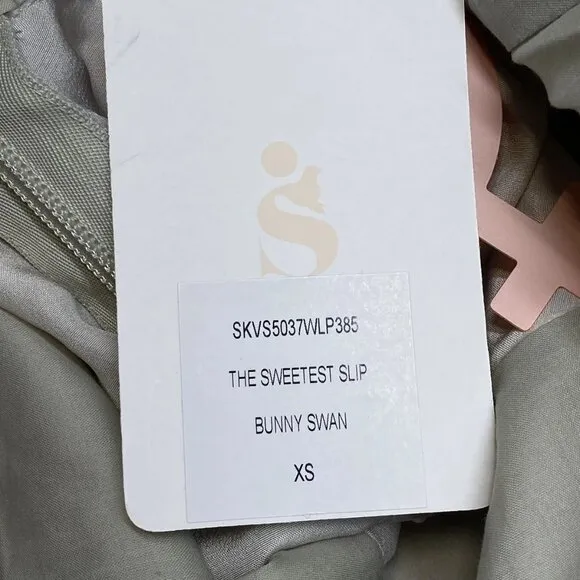 SKVS5037WLP385
THE SWEETEST SLIP
BUNNY SWAN
XS